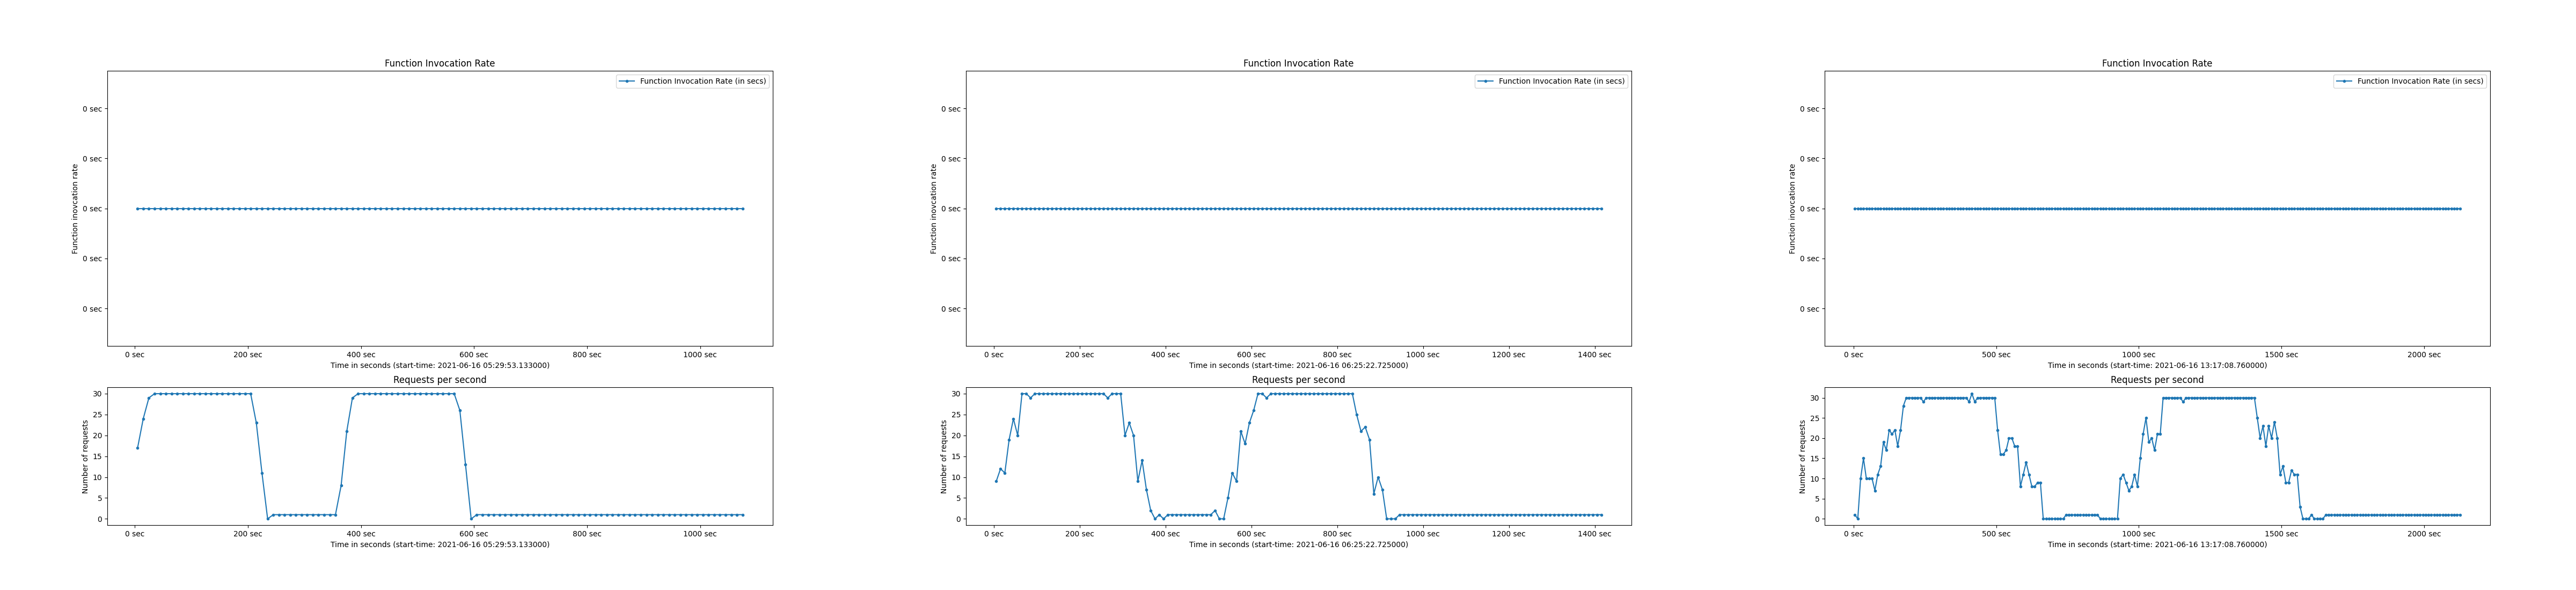 Function Invocation Rate
Function Invocation Rate (in secs)
Function inovcation rate
0 sec
0 sec
0 sec
0 sec
0 sec
0 sec 200 sec 400 sec 600 sec 800 sec 1000 sec
Time in seconds (start-time: 2021-06-16 05:29:53.133000)
Requests per second
Number of requests
30
25
20
15
10
5
0
0 sec 200 sec 400 sec 600 sec 800 sec 1000 sec
Time in seconds (start-time: 2021-06-16 05:29:53.133000)
Function Invocation Rate
Function Invocation Rate (in secs)
Function inovcation rate
0 sec
0 sec
0 sec
0 sec
0 sec
0 sec 200 sec 400 sec 600 sec 800 sec 1000 sec 1200 sec 1400 sec
Time in seconds (start-time: 2021-06-16 06:25:22.725000)
Requests per second
Number of requests
30
25
20
15
10
5
0
0 sec 200 sec 400 sec 600 sec 800 sec 1000 sec 1200 sec 1400 sec
Time in seconds (start-time: 2021-06-16 06:25:22.725000)
Function Invocation Rate
Function Invocation Rate (in secs)
Function inovcation rate
0 sec
0 sec
0 sec
0 sec
0 sec
0 sec 500 sec 1000 sec 1500 sec 2000 sec
Time in seconds (start-time: 2021-06-16 13:17:08.760000)
Requests per second
Number of requests
30
25
20
15
10
5
0
0 sec 500 sec 1000 sec 1500 sec 2000 sec
Time in seconds (start-time: 2021-06-16 13:17:08.760000)